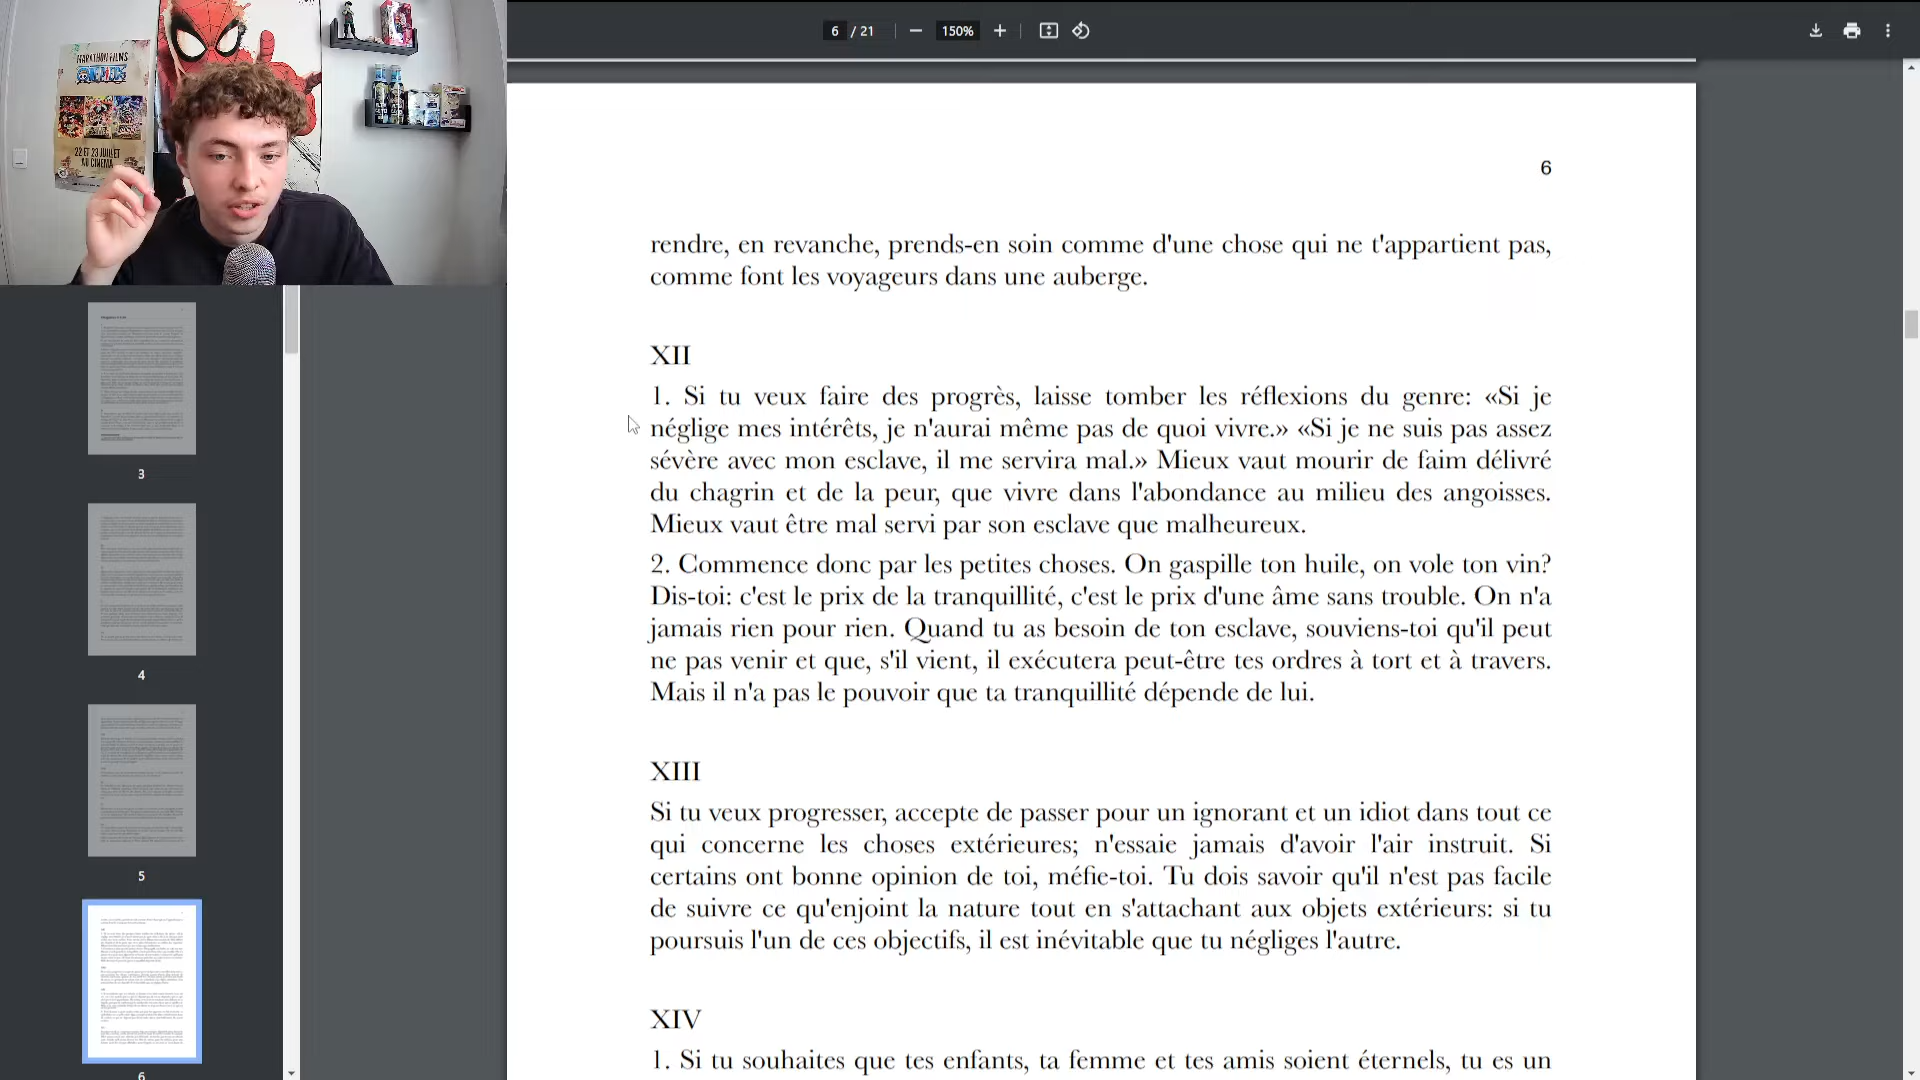 MARATHON FILMS
22 ET 23 JUILLET
AU CINEMA
6 / 21
150%
3
4
5
6
6
rendre, en revanche, prends-en soin comme d'une chose qui ne t'appartient pas,
comme font les voyageurs dans une auberge.
XII
1. Si tu veux faire des progrès, laisse tomber les réflexions du genre: «Si je
néglige mes intérêts, je n'aurai même pas de quoi vivre.» «Si je ne suis pas assez
sévère avec mon esclave, il me servira mal.» Mieux vaut mourir de faim délivré
du chagrin et de la peur, que vivre dans l'abondance au milieu des angoisses.
Mieux vaut être mal servi par son esclave que malheureux.
2. Commence donc par les petites choses. On gaspille ton huile, on vole ton vin?
Dis-toi: c'est le prix de la tranquillité, c'est le prix d'une âme sans trouble. On n'a
jamais rien pour rien. Quand tu as besoin de ton esclave, souviens-toi qu'il peut
ne pas venir et que, s'il vient, il exécutera peut-être tes ordres à tort et à travers.
Mais il n'a pas le pouvoir que ta tranquillité dépende de lui.
XIII
Si tu veux progresser, accepte de passer pour un ignorant et un idiot dans tout ce
qui concerne les choses extérieures; n'essaie jamais d'avoir l'air instruit. Si
certains ont bonne opinion de toi, méfie-toi. Tu dois savoir qu'il n'est pas facile
de suivre ce qu'enjoint la nature tout en s'attachant aux objets extérieurs: si tu
poursuis l'un de ces objectifs, il est inévitable que tu négliges l'autre.
XIV
1. Si tu souhaites que tes enfants, ta femme et tes amis soient éternels, tu es un